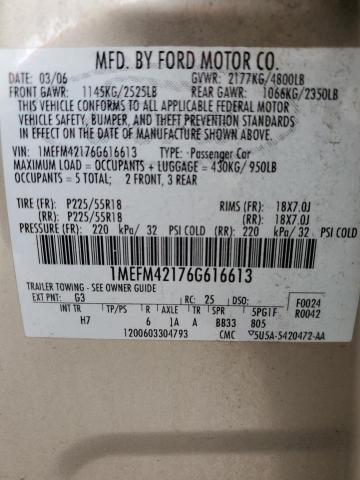 MFD. BY FORD MOTOR CO.
DATE: 03/06 GVWR: 2177KG/4800LB
FRONT GAWR: 1145KG/2525LB REAR GAWR: 1066KG/2350LB
THIS VEHICLE CONFORMS TO ALL APPLICABLE FEDERAL MOTOR
VEHICLE SAFETY, BUMPER, AND THEFT PREVENTION STANDARDS
IN EFFECT ON THE DATE OF MANUFACTURE SHOWN ABOVE.
VIN: 1MEFM42176G616613 TYPE: Passenger Car
MAXIMUM LOAD = OCCUPANTS + LUGGAGE = 430KG/ 950LB
OCCUPANTS = 5 TOTAL; 2 FRONT, 3 REAR
TIRE (FR): P225/55R18 RIMS (FR): 18X7.0J
(RR): P225/55R18 (RR): 18X7.0J
PRESSURE (FR): 220 kPa/ 32 PSI COLD (RR): 220 kPa/ 32 PSI COLD
1MEFM42176G616613
TRAILER TOWING - SEE OWNER GUIDE
EXT PNT: G3 RC: 25 DSO: F0024
INT TR R AXLE TR SPR 5PG1F R0042
H7 6 JA A BB33 805
1200603304793 CMC ▽5U5A-5420472-AA